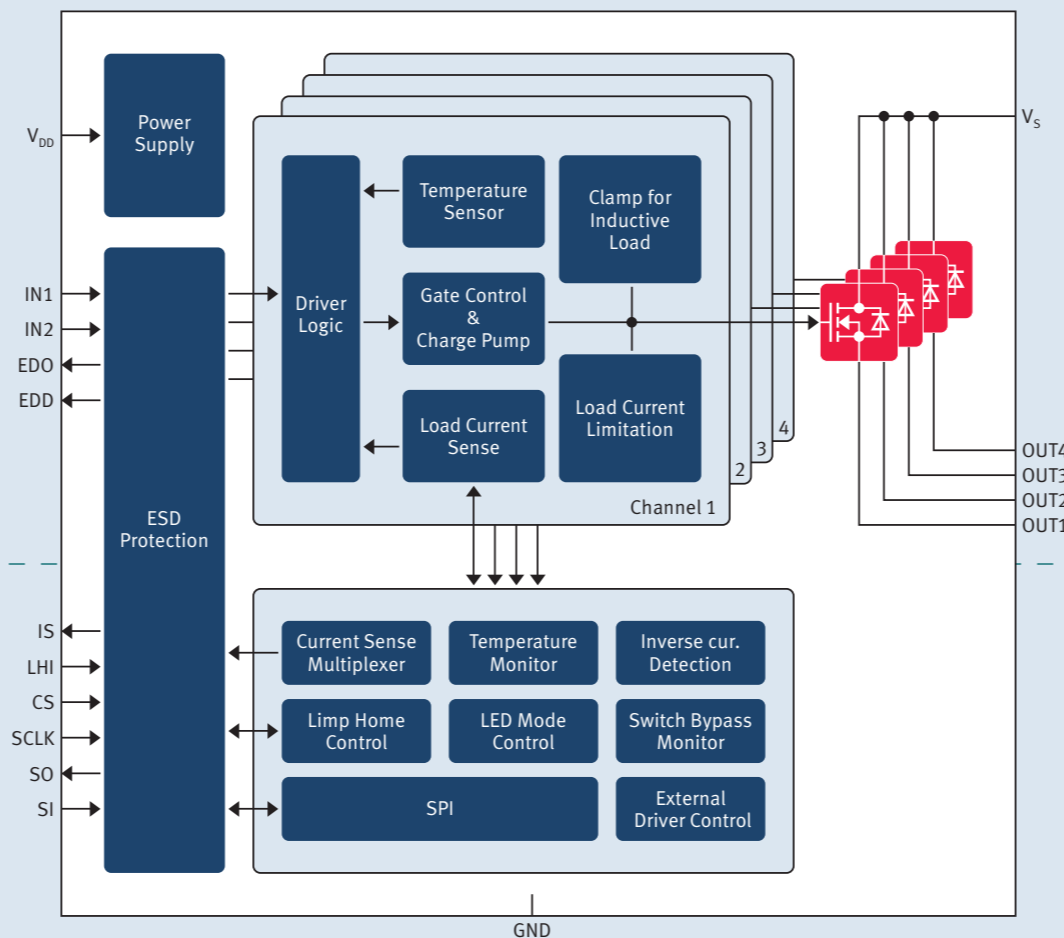 Power
Supply
V_DD
V_S
Temperature
Sensor
Clamp for
Inductive
Load
IN1
IN2
EDO
EDD
Driver
Logic
Gate Control
&
Charge Pump
Load Current
Sense
Load Current
Limitation
4
3
2
Channel 1
OUT4
OUT3
OUT2
OUT1
ESD
Protection
IS
LHI
CS
SCLK
SO
SI
Current Sense
Multiplexer
Temperature
Monitor
Inverse cur.
Detection
Limp Home
Control
LED Mode
Control
Switch Bypass
Monitor
SPI
External
Driver Control
GND